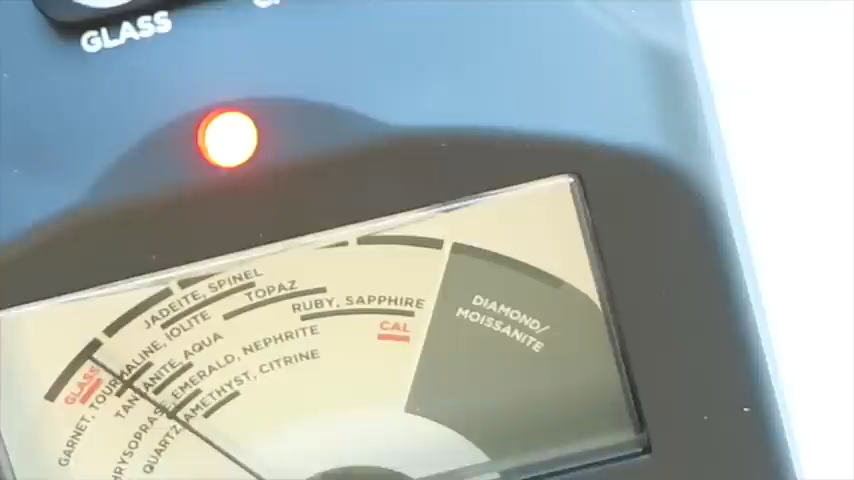 GLASS
JADEITE, SPINEL
TOPAZ
RUBY, SAPPHIRE
CAL
DIAMOND/
MOISSANITE
GLASS
GARNET, TOURMALINE, IOLITE
TANZANITE, AQUA
EMERALD, NEPHRITE
QUARTZ, AMETHYST, CITRINE